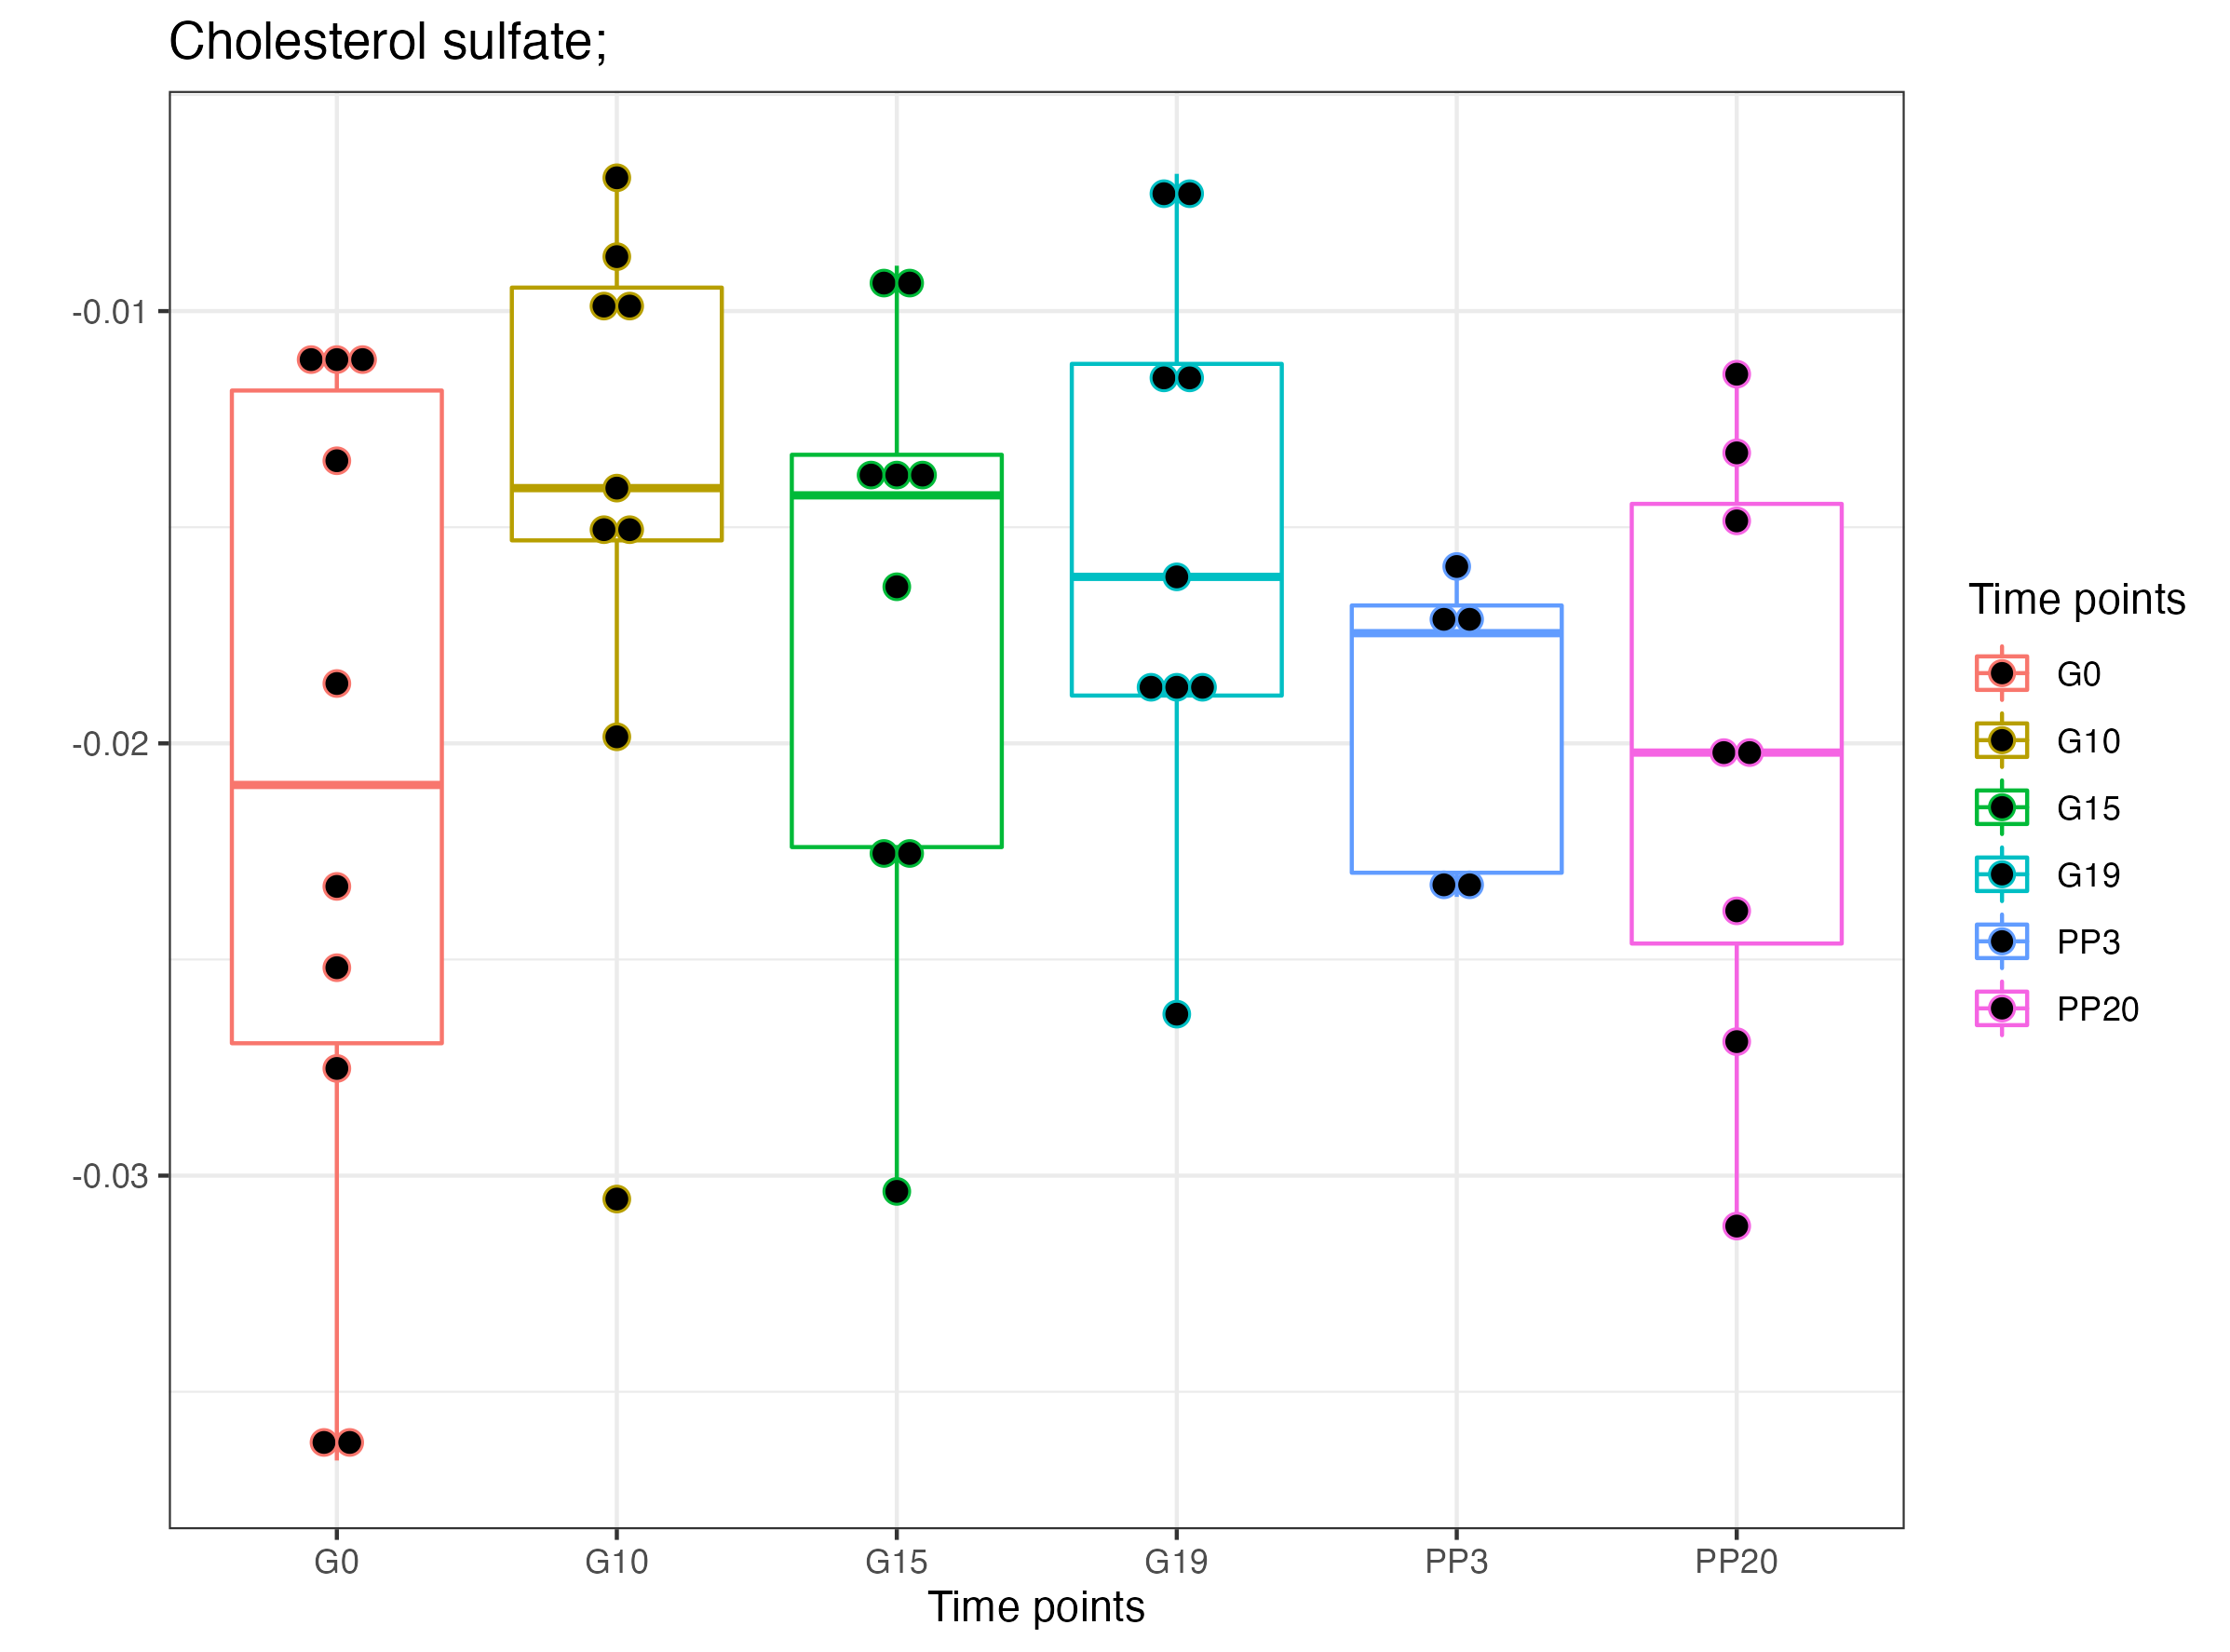 Cholesterol sulfate;
-0.01
-0.02
-0.03
G0 G10 G15 G19 PP3 PP20
Time points
Time points
G0
G10
G15
G19
PP3
PP20